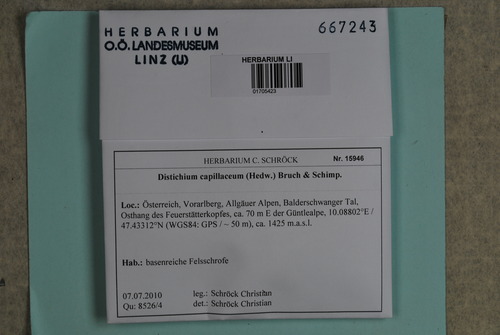 HERBARIUM
O.Ö. LANDESMUSEUM
LINZ (U)
667243
HERBARIUM LI
01705423
HERBARIUM C. SCHRÖCK Nr. 15946
Distichium capillaceum (Hedw.) Bruch & Schimp.
Loc.: Österreich, Vorarlberg, Allgäuer Alpen, Balderschwanger Tal,
Osthang des Feuerstätterkopfes, ca. 70 m E der Güntlealpe, 10.08802°E /
47.43312°N (WGS84: GPS / ~ 50 m), ca. 1425 m.a.s.l.
Hab.: basenreiche Felsschrofe
07.07.2010 leg.: Schröck Christian
Qu: 8526/4 det.: Schröck Christian